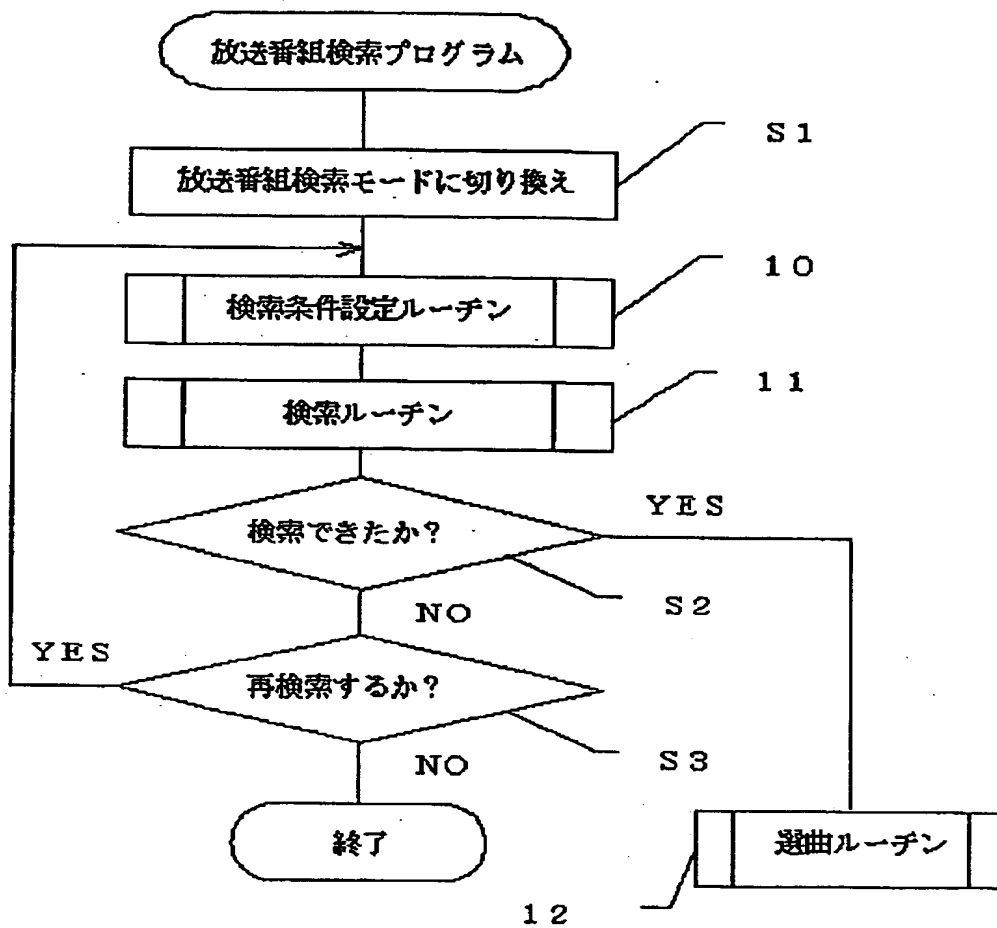 放送番組検索プログラム
S1
放送番組検索モードに切り換え
10
検索条件設定ルーチン
11
検索ルーチン
YES
検索できたか?
S2
NO
YES
再検索するか?
S3
NO
終了
選曲ルーチン
12